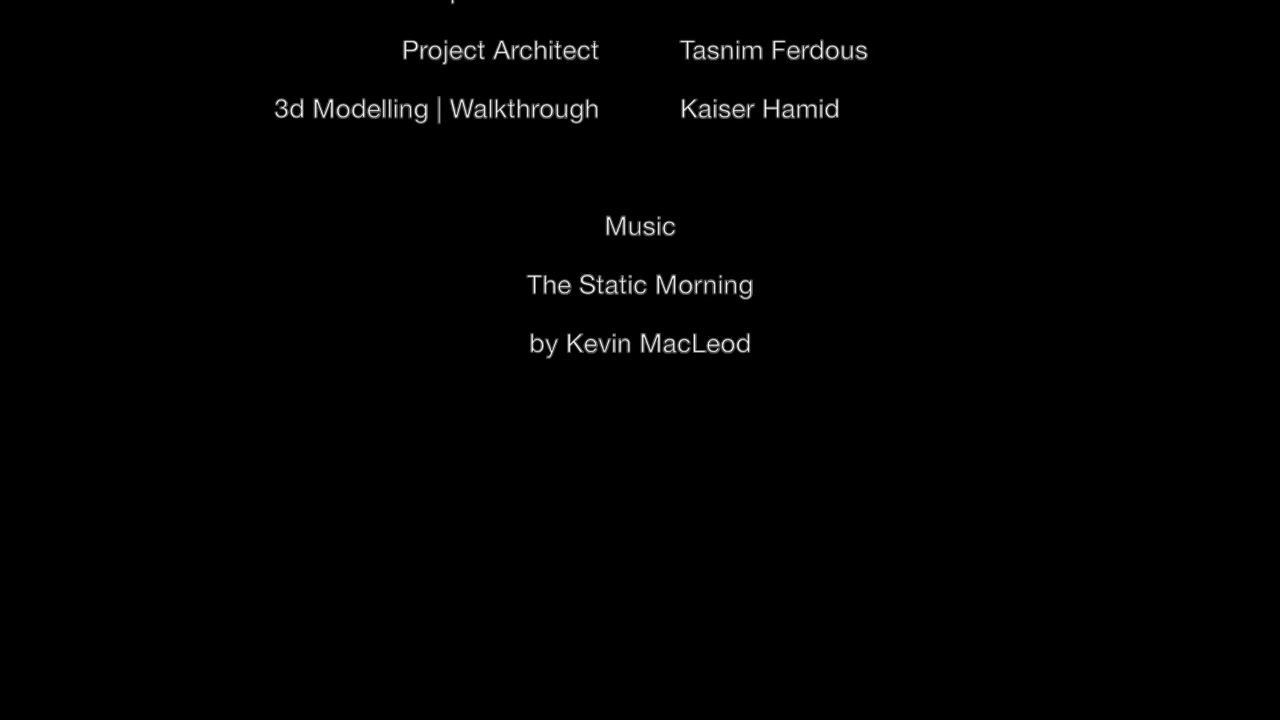 Project Architect Tasnim Ferdous
3d Modelling | Walkthrough Kaiser Hamid
Music
The Static Morning
by Kevin MacLeod